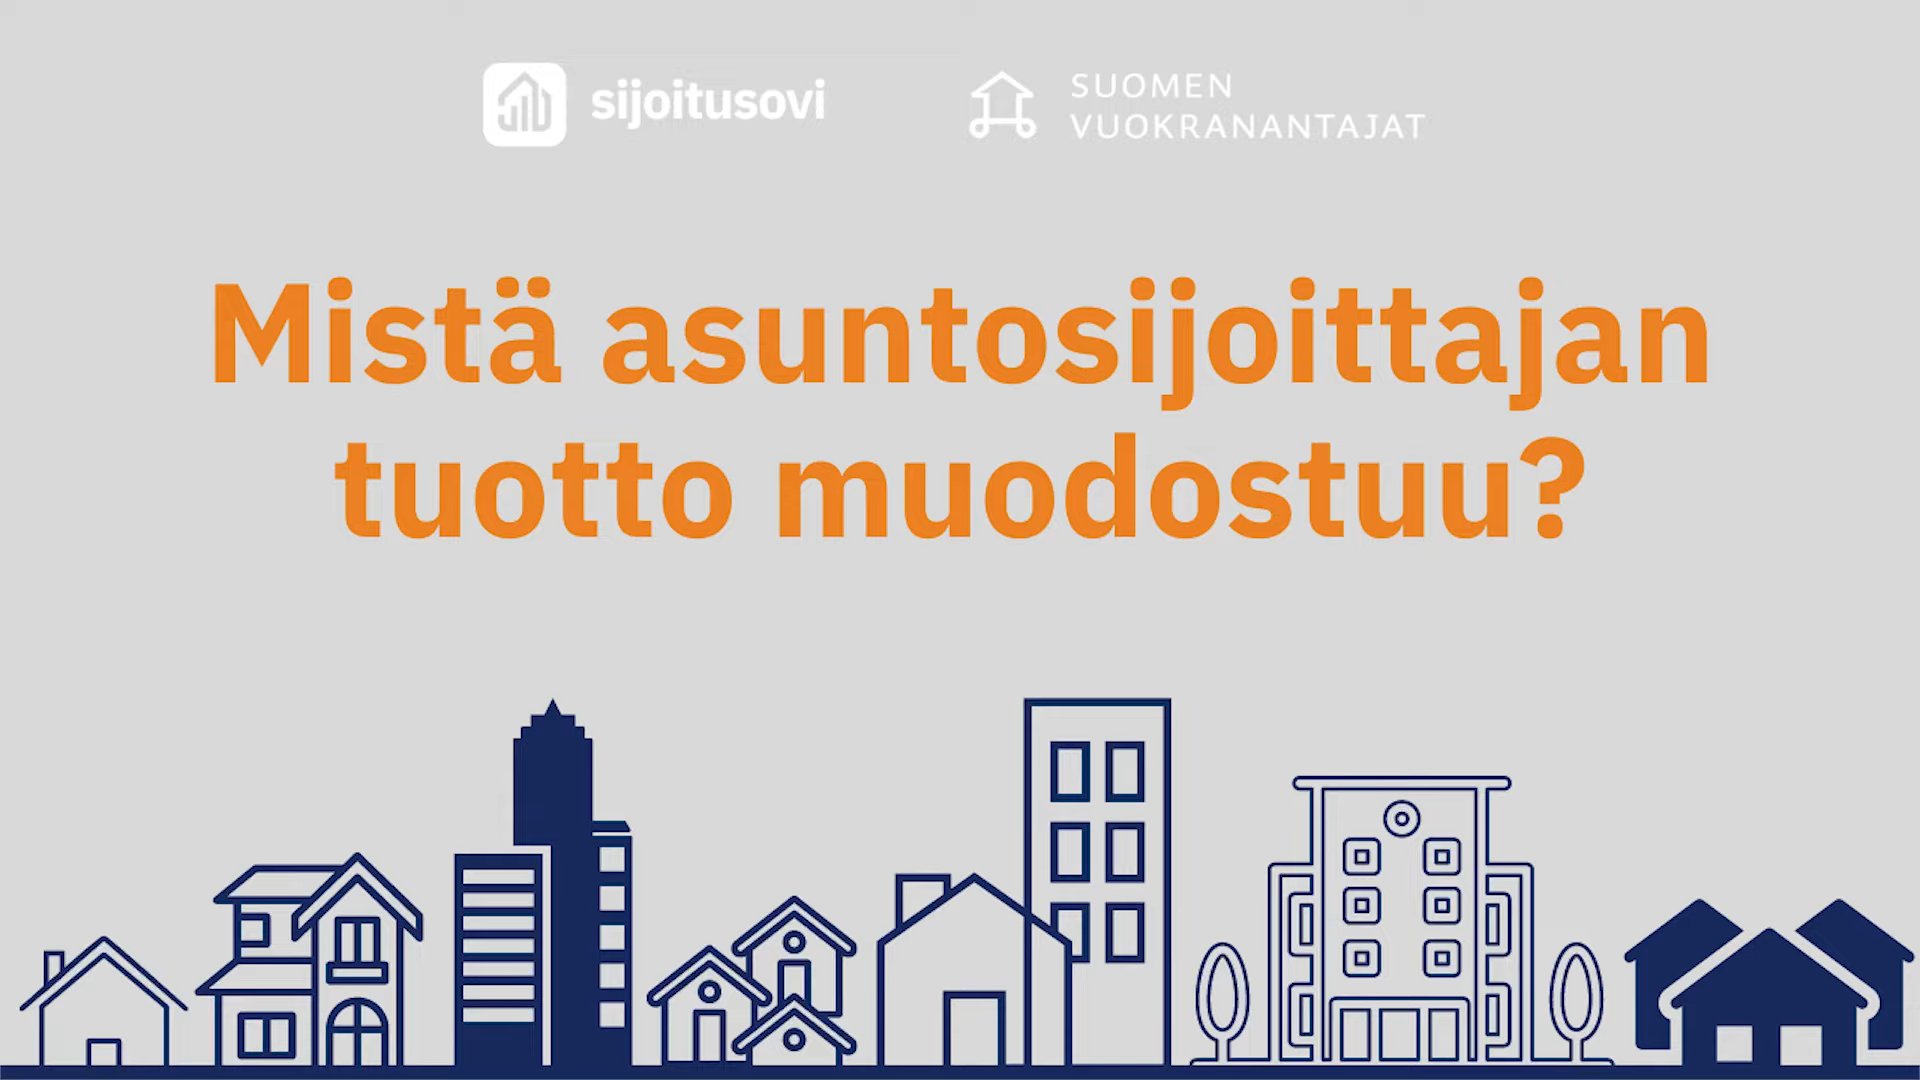 sijoitusovi
SUOMEN
VUOKRANANTAJAT
Mistä asuntosijoittajan
tuotto muodostuu?